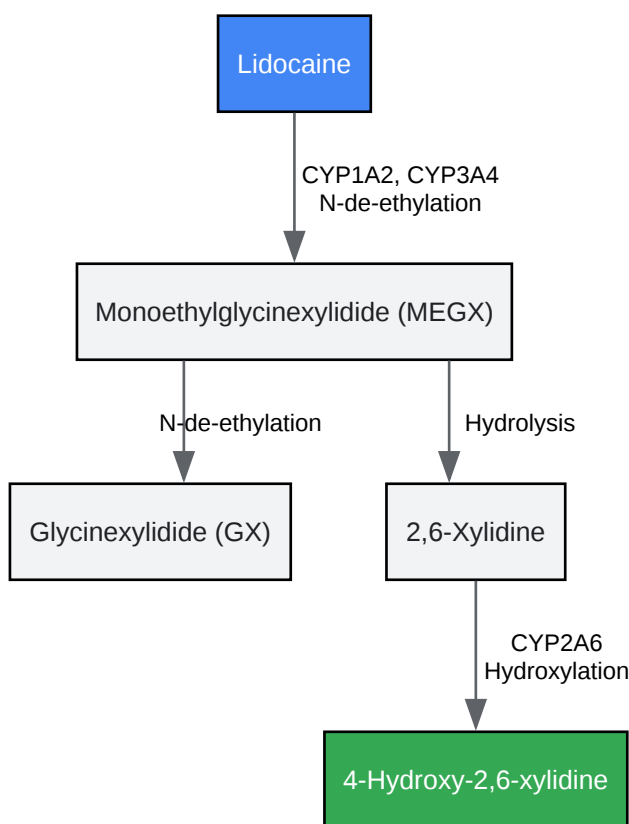 Lidocaine
CYP1A2, CYP3A4
N-de-ethylation
Monoethylglycinexylidide (MEGX)
N-de-ethylation
Hydrolysis
Glycinexylidide (GX)
2,6-Xylidine
CYP2A6
Hydroxylation
4-Hydroxy-2,6-xylidine